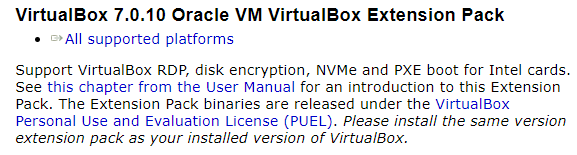 VirtualBox 7.0.10 Oracle VM VirtualBox Extension Pack
All supported platforms
Support VirtualBox RDP, disk encryption, NVMe and PXE boot for Intel cards.
See this chapter from the User Manual for an introduction to this Extension
Pack. The Extension Pack binaries are released under the VirtualBox
Personal Use and Evaluation License (PUEL). Please install the same version
extension pack as your installed version of VirtualBox.